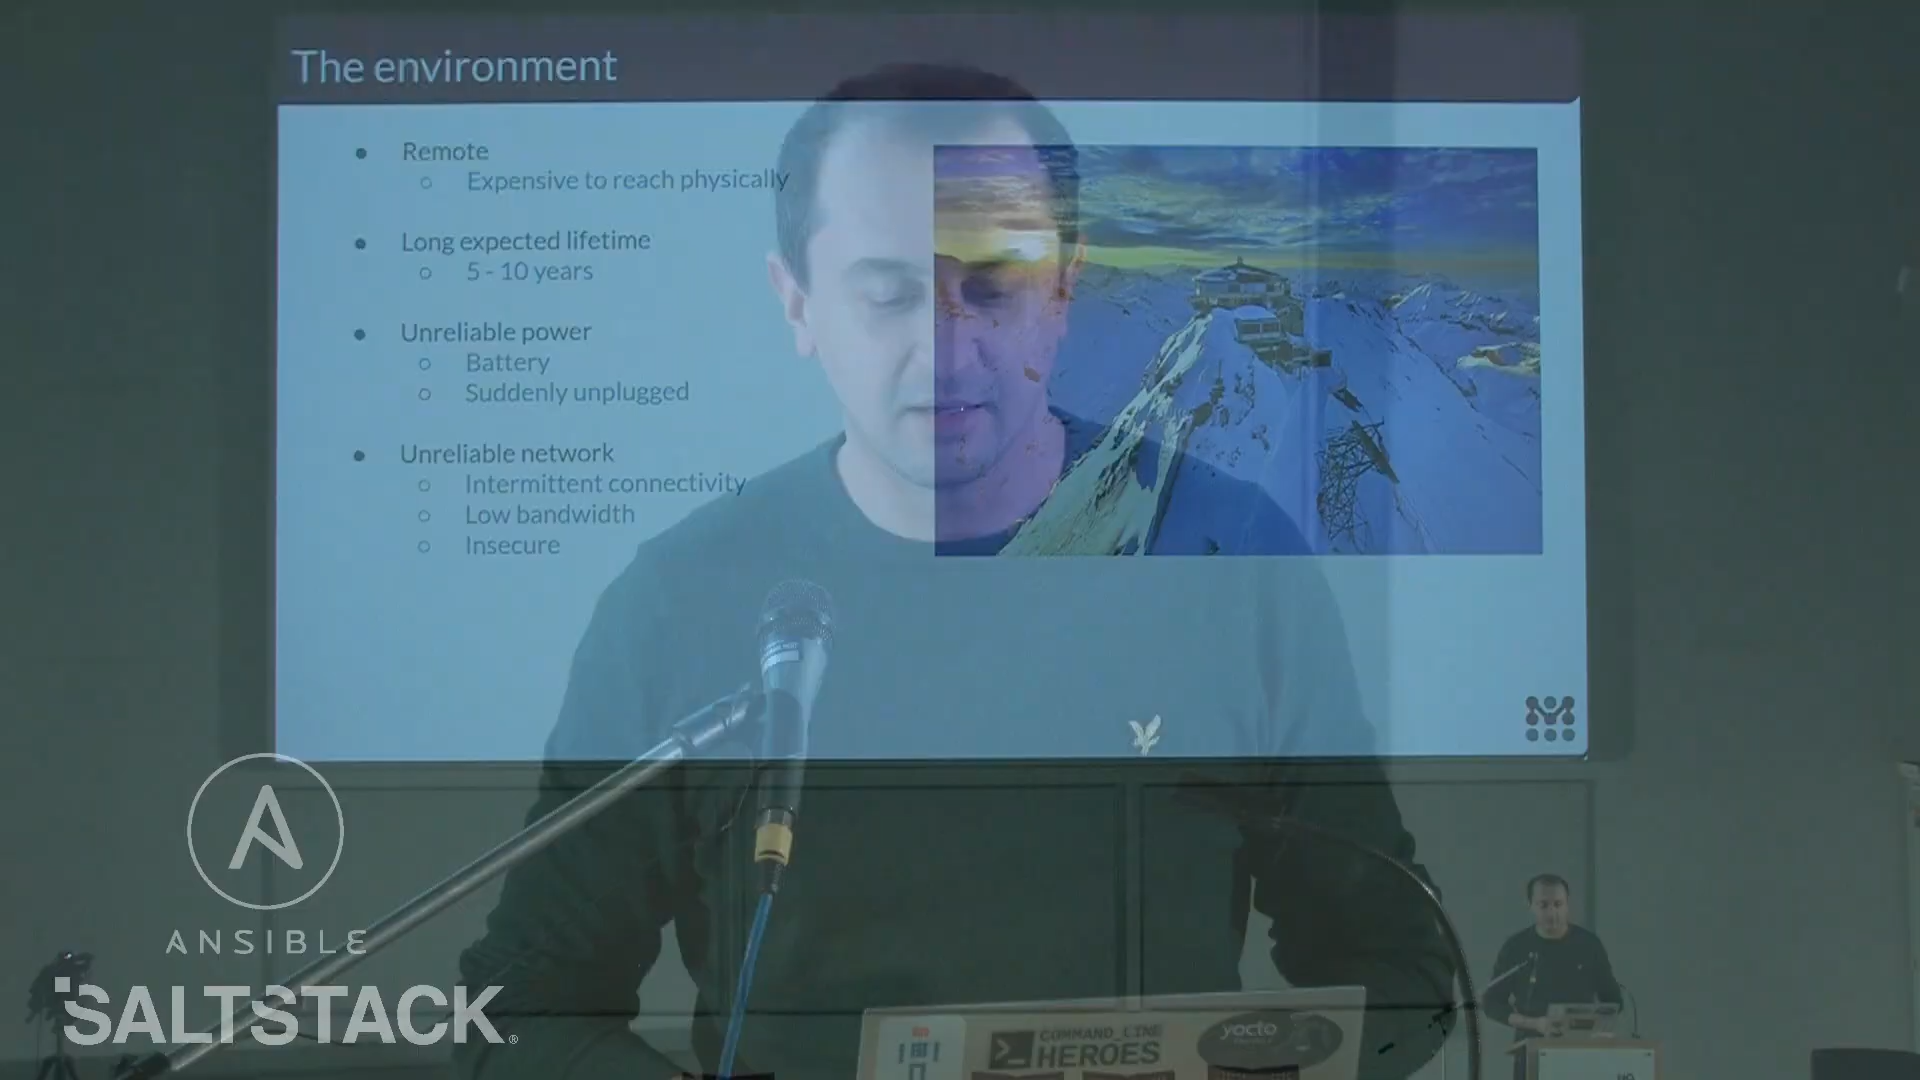 The environment
Remote
Expensive to reach physically
Long expected lifetime
5 - 10 years
Unreliable power
Battery
Suddenly unplugged
Unreliable network
Intermittent connectivity
Low bandwidth
Insecure
ANSIBLE
SALTSTACK®
COMMAND_LINE
HEROES
yocto